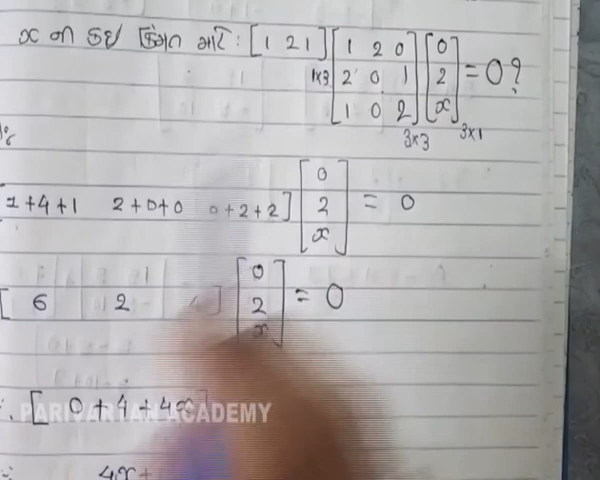 x ની કઇ કિંમત માટે : [1 2 1] [1 2 0] [0] = 0?
1×3 [2 0 1] [2]
[1 0 2] [x]
3×3 3×1
1+4+1 2+0+0 0+2+2] [0 2 x] = 0
[6 2 4] [0 2 x] = 0
∴ [0+4+4x]
PARIVARTAN ACADEMY
4x+